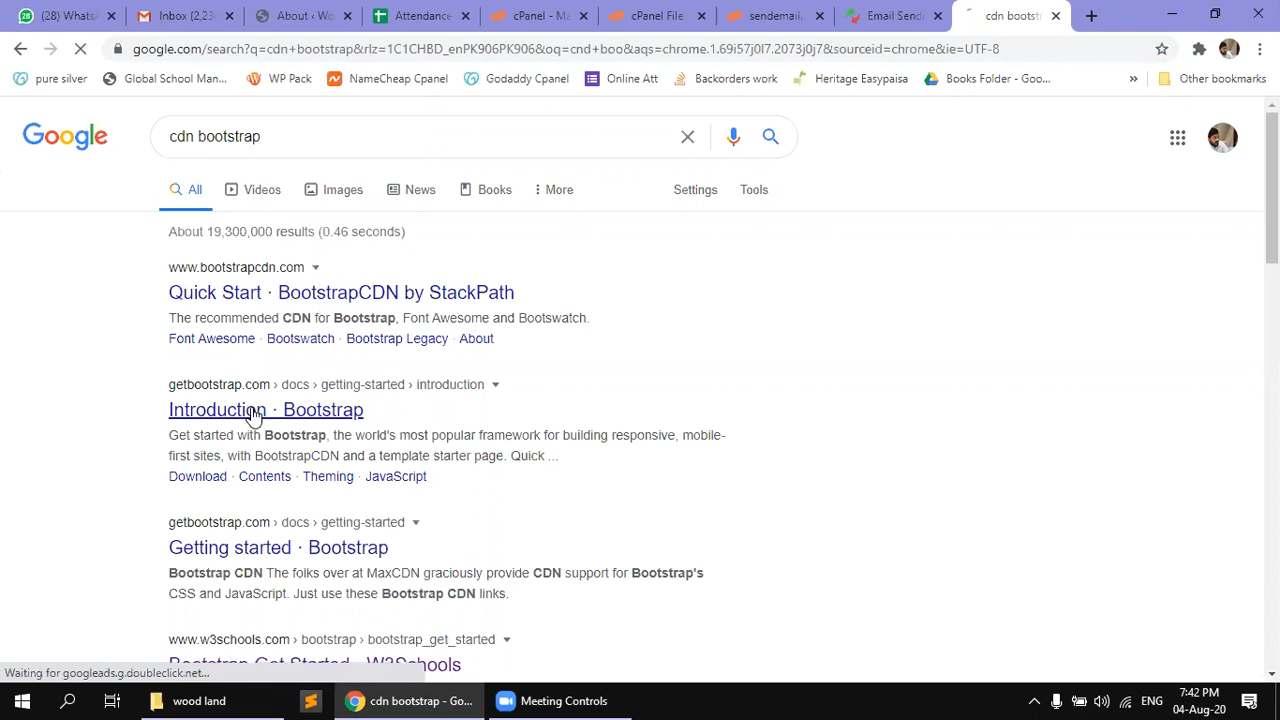 (28) WhatsA
Inbox (2,23
About ‹ Wo
Attendance
cPanel - Ma
cPanel File
sendemail.
Email Sendi
cdn bootst
google.com/search?q=cdn+bootstrap&rlz=1C1CHBD_enPK906PK906&oq=cnd+boo&aqs=chrome.1.69i57j0l7.2073j0j7&sourceid=chrome&ie=UTF-8
pure silver
Global School Man...
WP Pack
NameCheap Cpanel
Godaddy Cpanel
Online Att
Backorders work
Heritage Easypaisa
Books Folder - Goo...
»
Other bookmarks
Google
cdn bootstrap
All
Videos
Images
News
Books
More
Settings
Tools
About 19,300,000 results (0.46 seconds)
www.bootstrapcdn.com
Quick Start · BootstrapCDN by StackPath
The recommended CDN for Bootstrap, Font Awesome and Bootswatch.
Font Awesome · Bootswatch · Bootstrap Legacy · About
getbootstrap.com › docs › getting-started › introduction
Introduction · Bootstrap
Get started with Bootstrap, the world's most popular framework for building responsive, mobile-
first sites, with BootstrapCDN and a template starter page. Quick ...
Download · Contents · Theming · JavaScript
getbootstrap.com › docs › getting-started
Getting started · Bootstrap
Bootstrap CDN The folks over at MaxCDN graciously provide CDN support for Bootstrap's
CSS and JavaScript. Just use these Bootstrap CDN links.
www.w3schools.com › bootstrap › bootstrap_get_started
Bootstrap Get Started - W3Schools
Waiting for googleads.g.doubleclick.net...
wood land
cdn bootstrap - Go...
Meeting Controls
ENG
7:42 PM
04-Aug-20